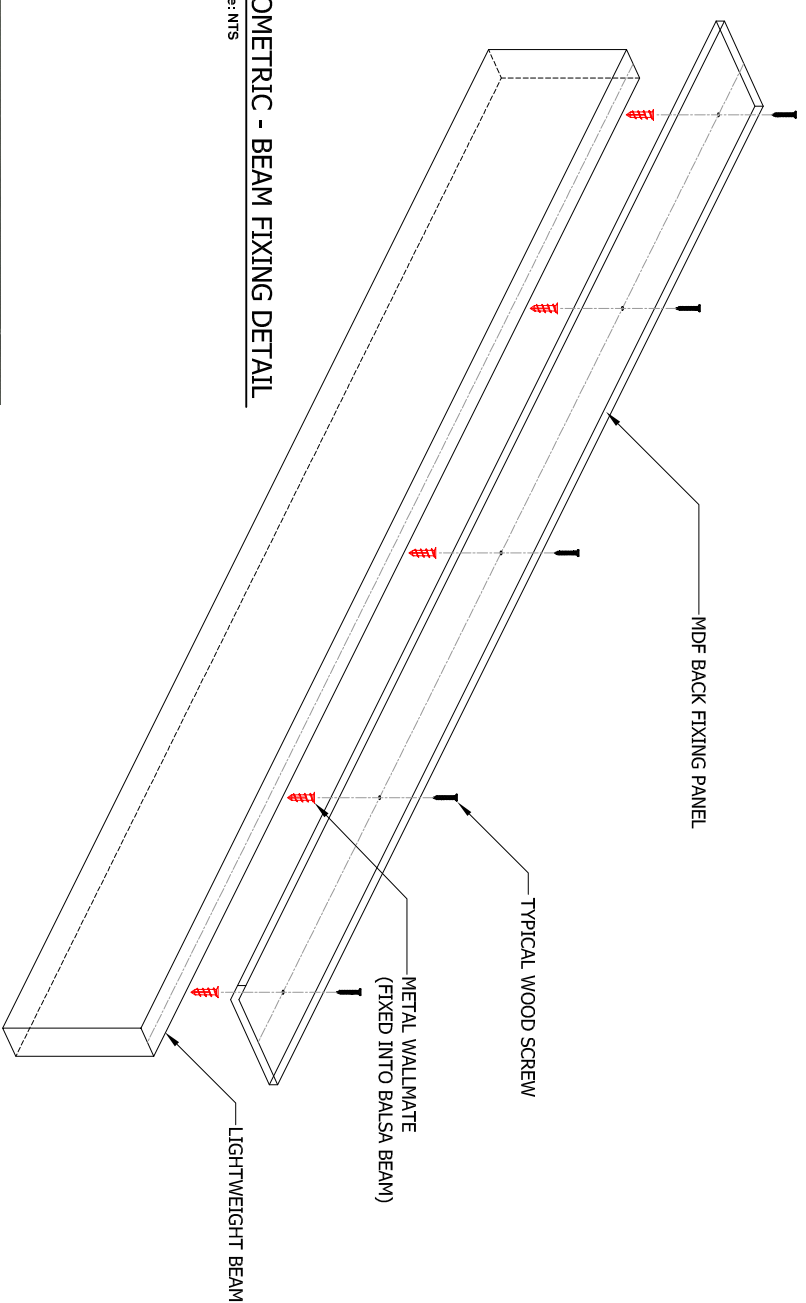 MDF BACK FIXING PANEL
TYPICAL WOOD SCREW
METAL WALLMATE
(FIXED INTO BALSA BEAM)
LIGHTWEIGHT BEAM
OMETRIC - BEAM FIXING DETAIL
e: NTS